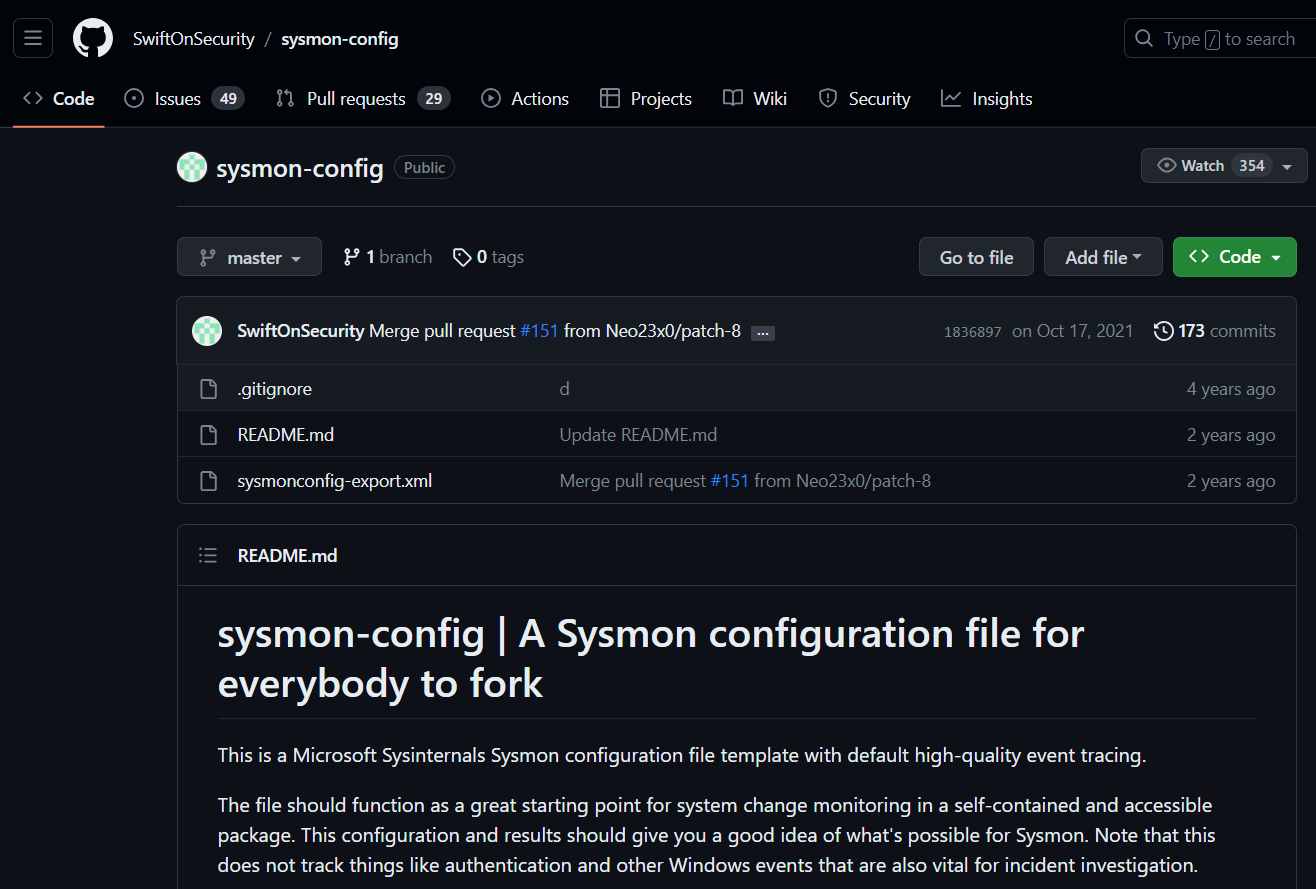 SwiftOnSecurity / sysmon-config
Type / to search
Code
Issues 49
Pull requests 29
Actions
Projects
Wiki
Security
Insights
sysmon-config Public
Watch 354
master
1 branch
0 tags
Go to file
Add file
Code
SwiftOnSecurity Merge pull request #151 from Neo23x0/patch-8 ...
1836897 on Oct 17, 2021
173 commits
.gitignore d 4 years ago
README.md Update README.md 2 years ago
sysmonconfig-export.xml Merge pull request #151 from Neo23x0/patch-8 2 years ago
README.md
sysmon-config | A Sysmon configuration file for
everybody to fork
This is a Microsoft Sysinternals Sysmon configuration file template with default high-quality event tracing.
The file should function as a great starting point for system change monitoring in a self-contained and accessible
package. This configuration and results should give you a good idea of what's possible for Sysmon. Note that this
does not track things like authentication and other Windows events that are also vital for incident investigation.